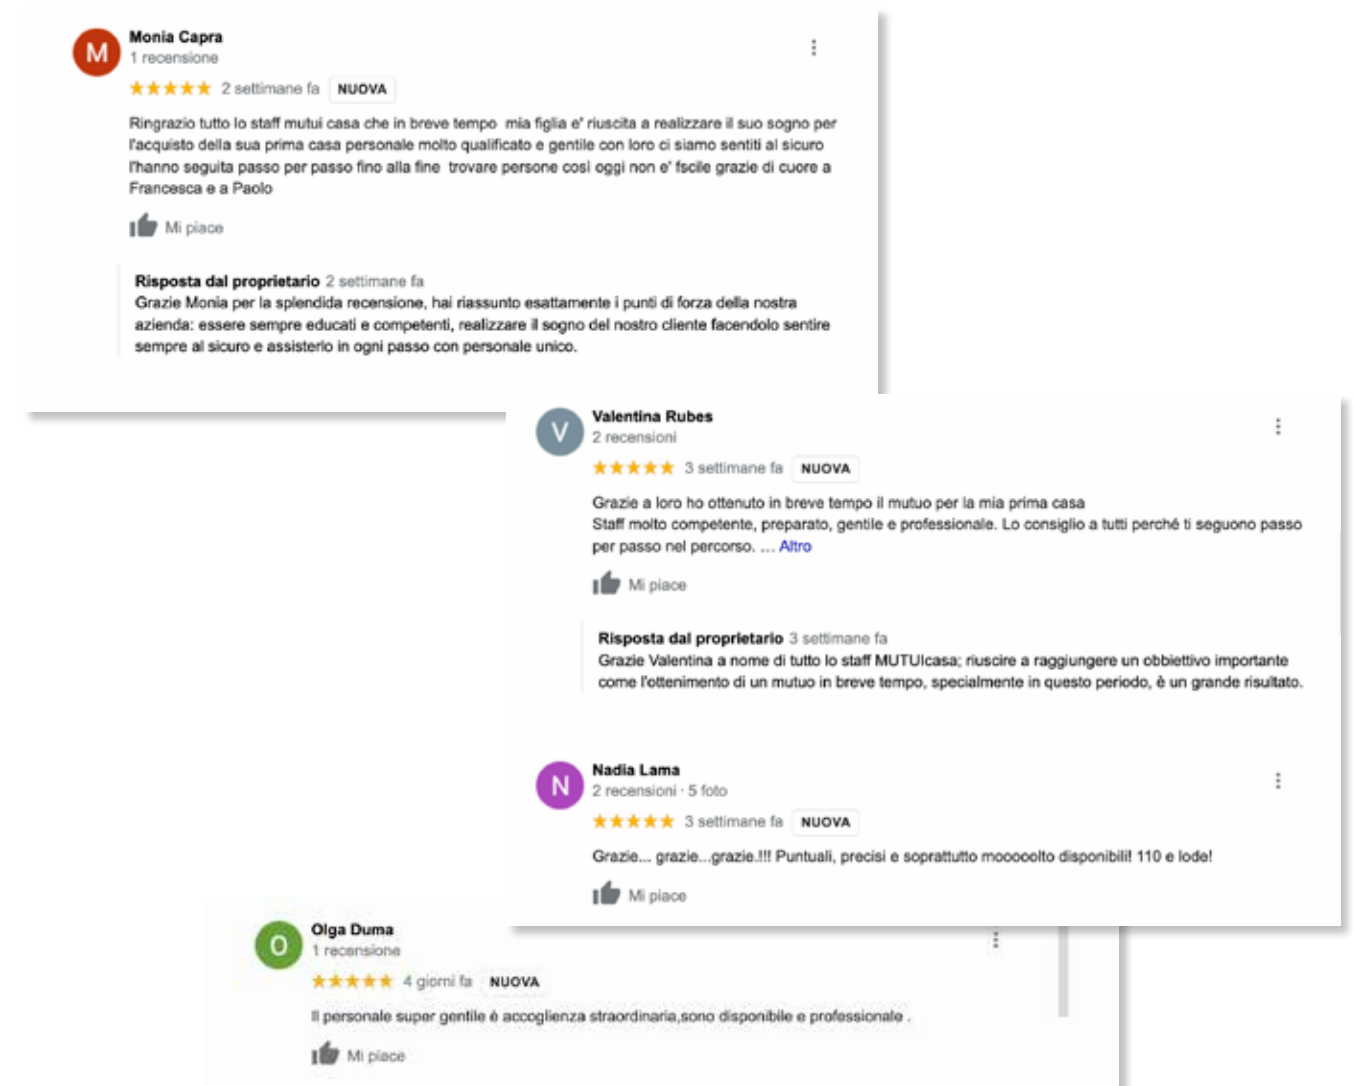 M
Monia Capra
1 recensione
2 settimane fa NUOVA
Ringrazio tutto lo staff mutui casa che in breve tempo mia figlia e' riuscita a realizzare il suo sogno per
l'acquisto della sua prima casa personale molto qualificato e gentile con loro ci siamo sentiti al sicuro
l'hanno seguita passo per passo fino alla fine trovare persone così oggi non e' fscile grazie di cuore a
Francesca e a Paolo
Mi piace
Risposta dal proprietario 2 settimane fa
Grazie Monia per la splendida recensione, hai riassunto esattamente i punti di forza della nostra
azienda: essere sempre educati e competenti, realizzare il sogno del nostro cliente facendolo sentire
sempre al sicuro e assisterlo in ogni passo con personale unico.
V
Valentina Rubes
2 recensioni
3 settimane fa NUOVA
Grazie a loro ho ottenuto in breve tempo il mutuo per la mia prima casa
Staff molto competente, preparato, gentile e professionale. Lo consiglio a tutti perché ti seguono passo
per passo nel percorso. … Altro
Mi piace
Risposta dal proprietario 3 settimane fa
Grazie Valentina a nome di tutto lo staff MUTUIcasa; riuscire a raggiungere un obbiettivo importante
come l'ottenimento di un mutuo in breve tempo, specialmente in questo periodo, è un grande risultato.
N
Nadia Lama
2 recensioni · 5 foto
3 settimane fa NUOVA
Grazie... grazie...grazie.!!! Puntuali, precisi e soprattutto mooooolto disponibili! 110 e lode!
Mi piace
O
Olga Duma
1 recensione
4 giorni fa NUOVA
Il personale super gentile é accoglienza straordinaria,sono disponibile e professionale .
Mi piace